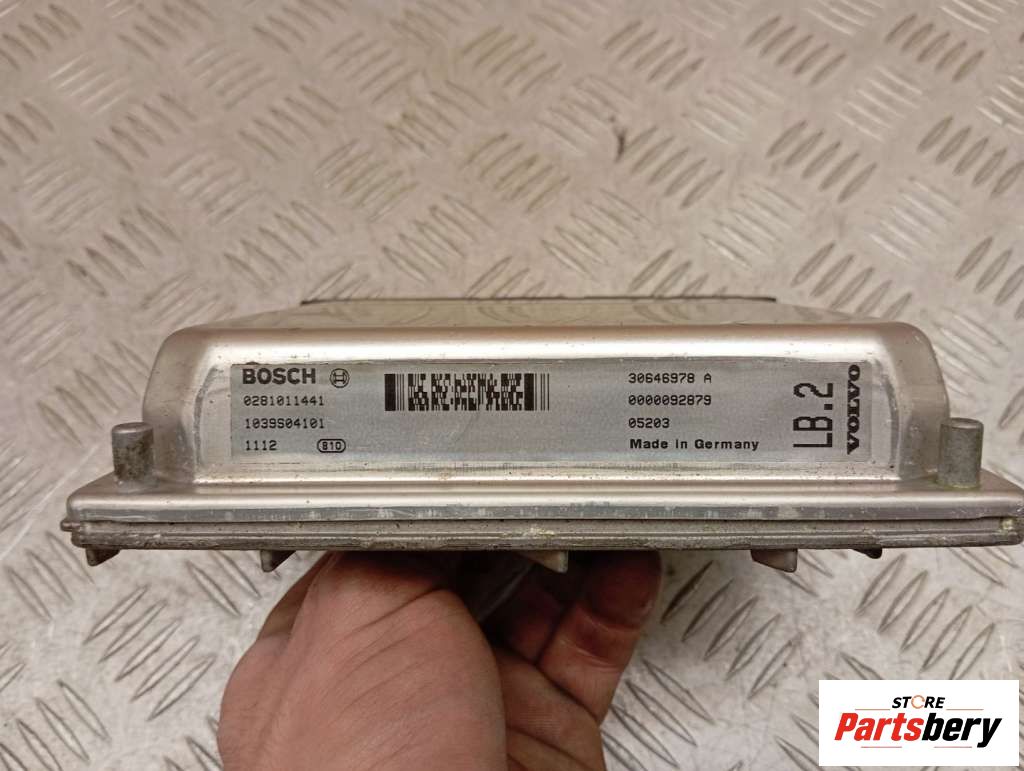 BOSCH
0281011441
1039S04101
1112 810
30646978 A
0000092879
05203
Made in Germany
LB.2
VOLVO
STORE
Partsbery